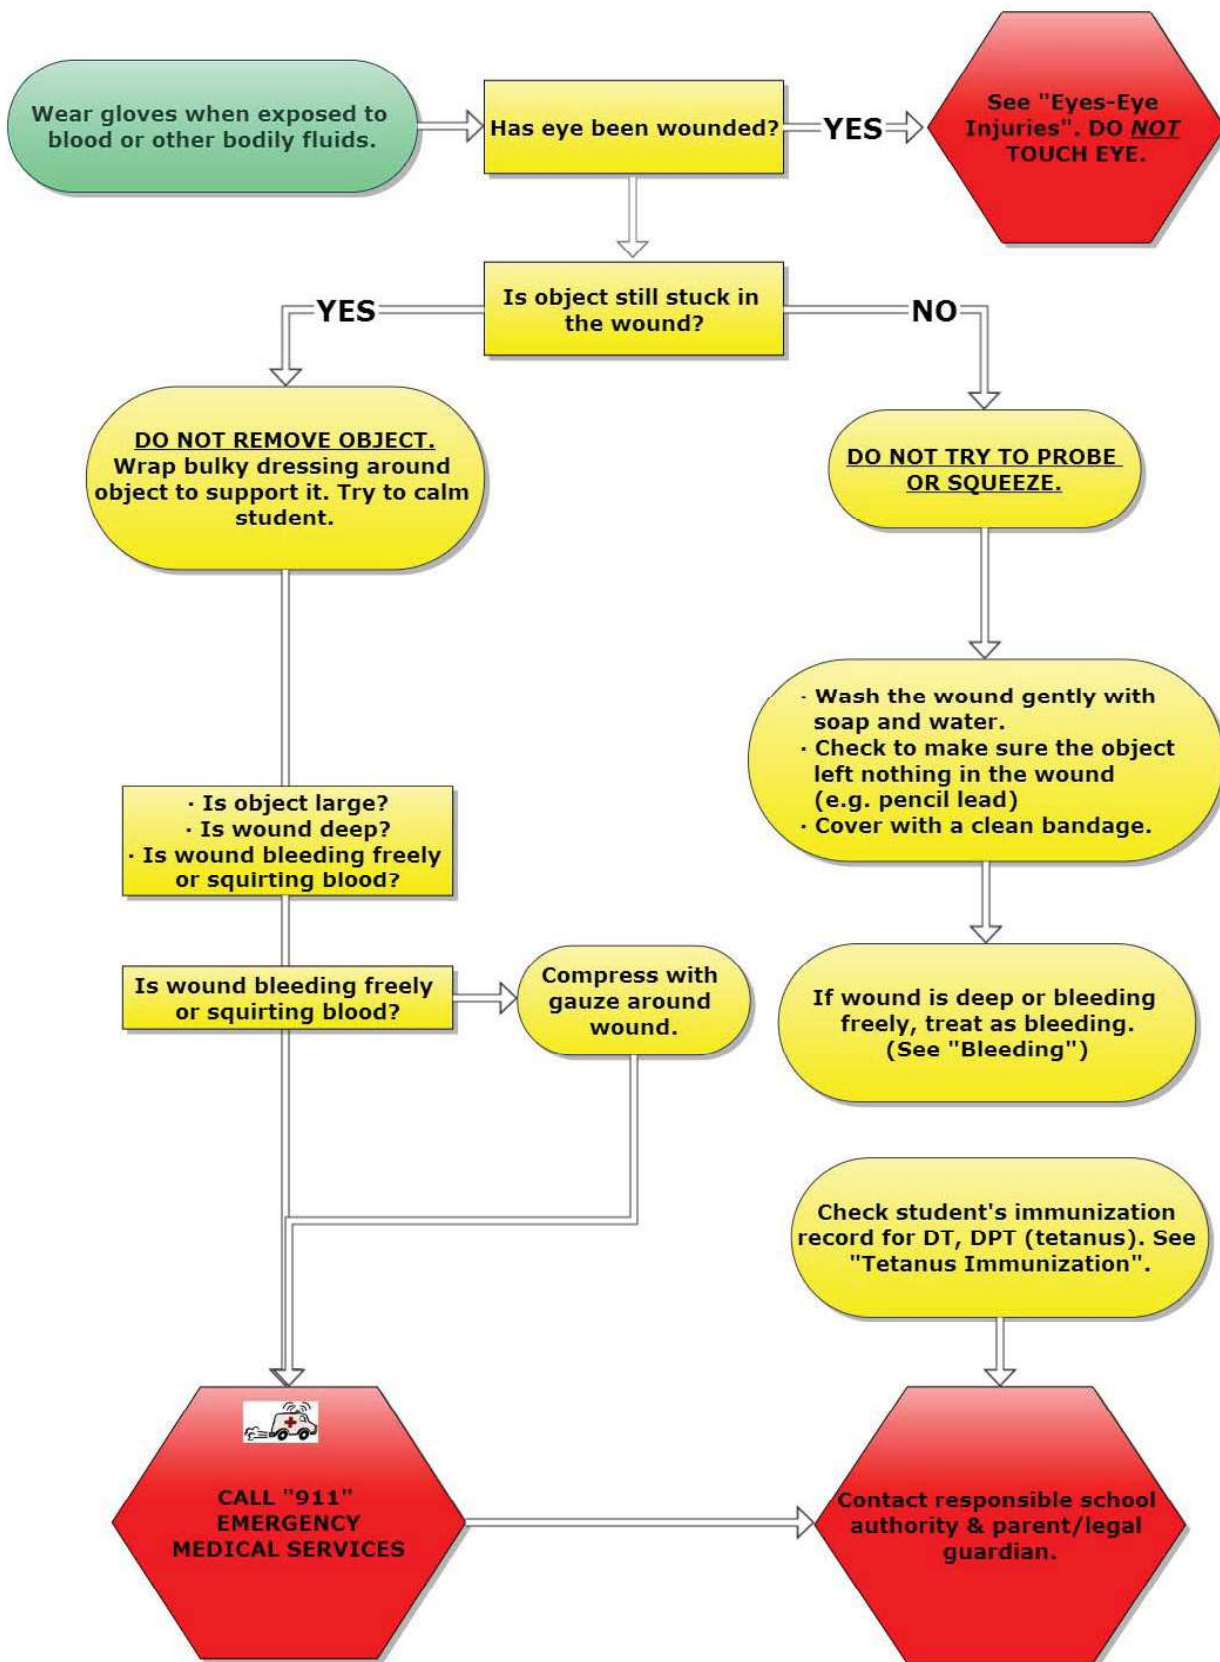 Wear gloves when exposed to
blood or other bodily fluids.
Has eye been wounded?
YES
See "Eyes-Eye
Injuries". DO NOT
TOUCH EYE.
Is object still stuck in
the wound?
YES
NO
DO NOT REMOVE OBJECT.
Wrap bulky dressing around
object to support it. Try to calm
student.
DO NOT TRY TO PROBE
OR SQUEEZE.
· Wash the wound gently with
soap and water.
· Check to make sure the object
left nothing in the wound
(e.g. pencil lead)
· Cover with a clean bandage.
· Is object large?
· Is wound deep?
· Is wound bleeding freely
or squirting blood?
Is wound bleeding freely
or squirting blood?
Compress with
gauze around
wound.
If wound is deep or bleeding
freely, treat as bleeding.
(See "Bleeding")
Check student's immunization
record for DT, DPT (tetanus). See
"Tetanus Immunization".
CALL "911"
EMERGENCY
MEDICAL SERVICES
Contact responsible school
authority & parent/legal
guardian.